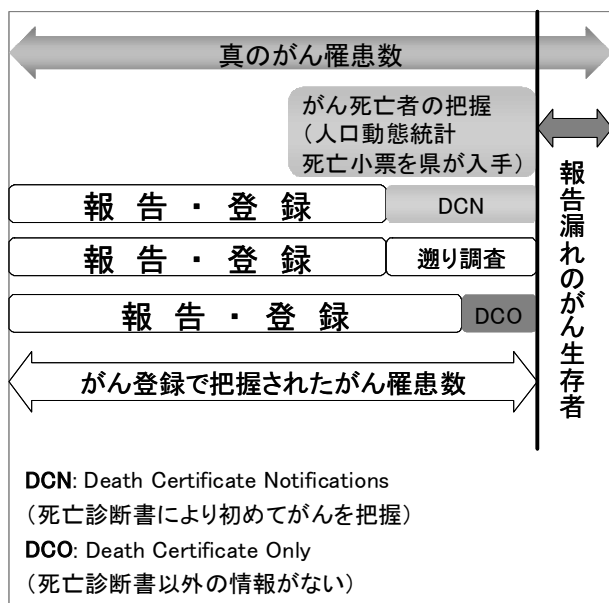 真のがん罹患数
がん死亡者の把握
（人口動態統計
死亡小票を県が入手）
報告漏れのがん生存者
報 告 ・ 登 録
DCN
報 告 ・ 登 録
遡り調査
報 告 ・ 登 録
DCO
がん登録で把握されたがん罹患数
DCN: Death Certificate Notifications
（死亡診断書により初めてがんを把握）
DCO: Death Certificate Only
（死亡診断書以外の情報がない）